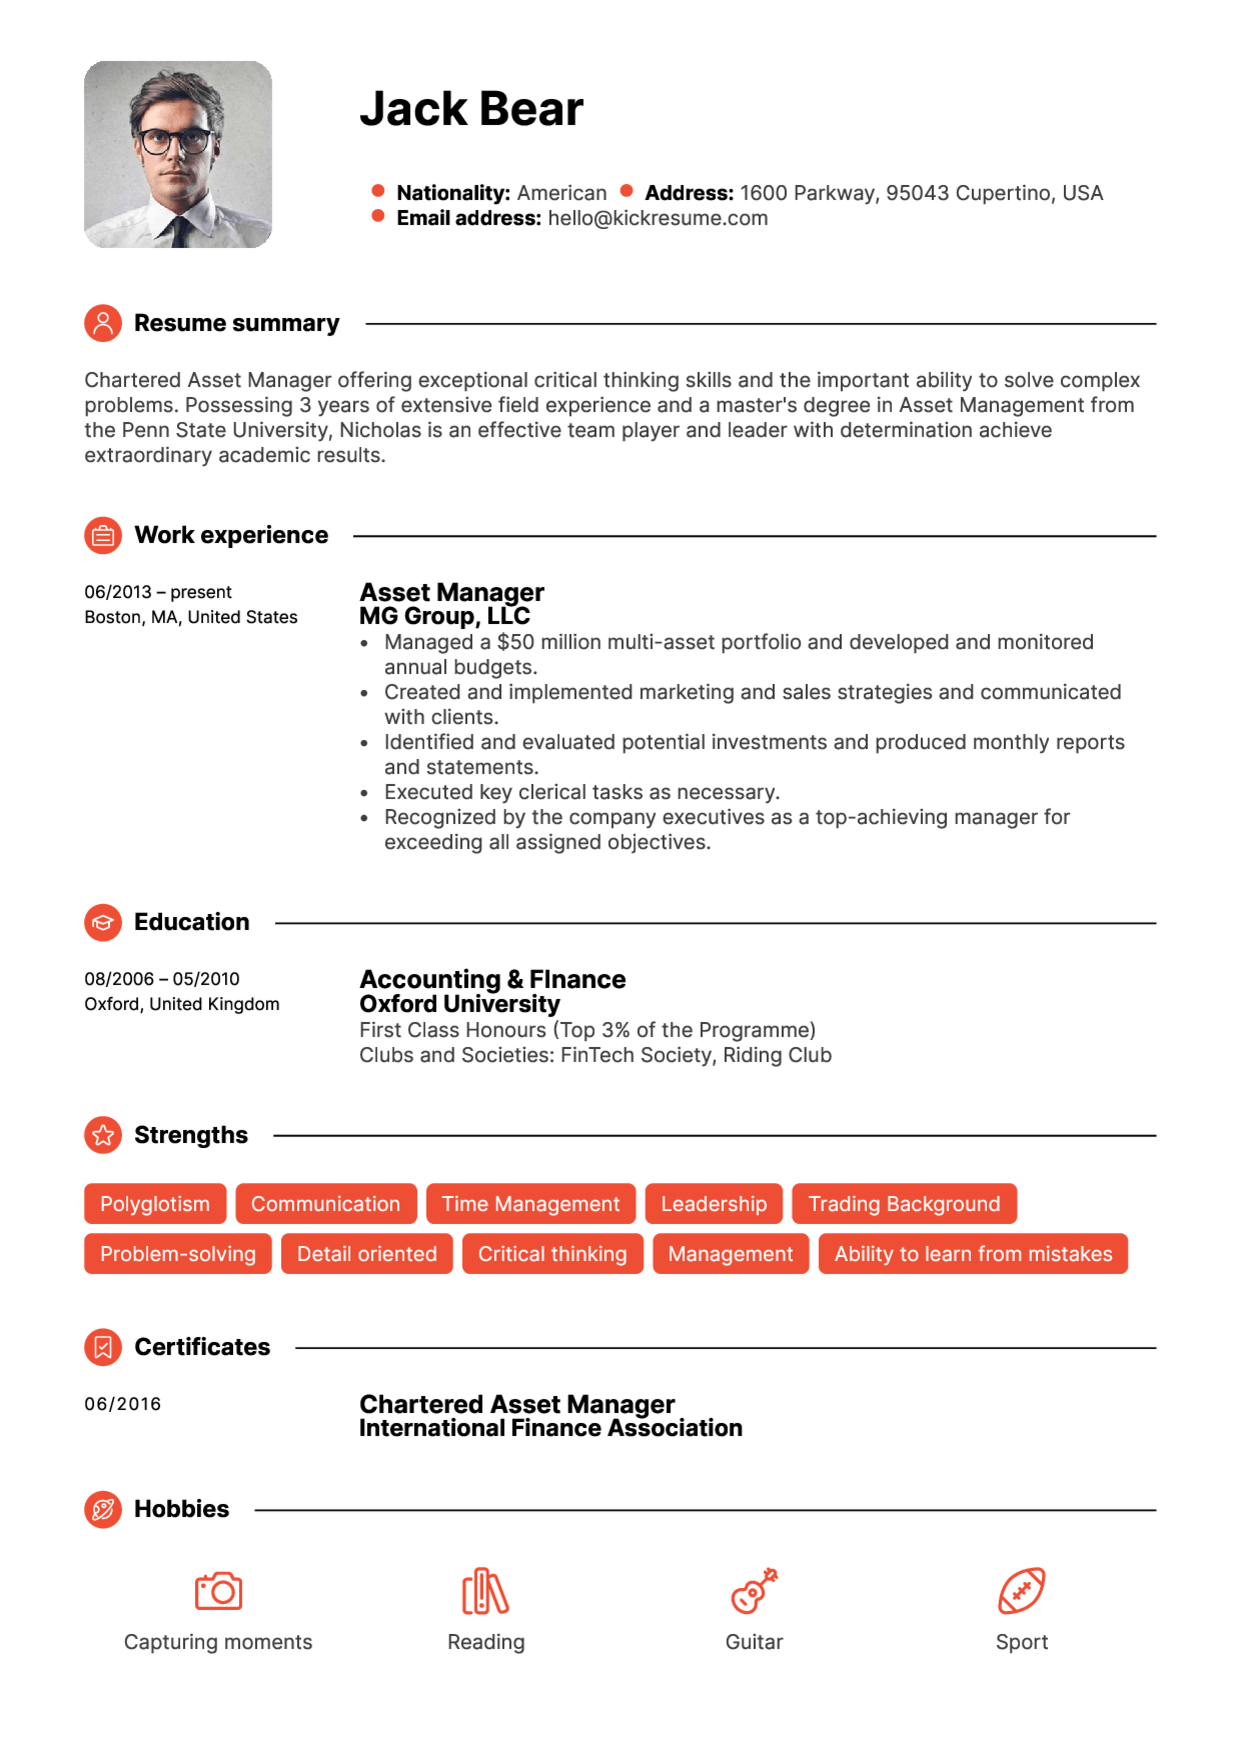 Jack Bear
Nationality: American Address: 1600 Parkway, 95043 Cupertino, USA
Email address: hello@kickresume.com
Resume summary
Chartered Asset Manager offering exceptional critical thinking skills and the important ability to solve complex
problems. Possessing 3 years of extensive field experience and a master's degree in Asset Management from
the Penn State University, Nicholas is an effective team player and leader with determination achieve
extraordinary academic results.
Work experience
06/2013 – present
Boston, MA, United States
Asset Manager
MG Group, LLC
• Managed a $50 million multi-asset portfolio and developed and monitored
annual budgets.
• Created and implemented marketing and sales strategies and communicated
with clients.
• Identified and evaluated potential investments and produced monthly reports
and statements.
• Executed key clerical tasks as necessary.
• Recognized by the company executives as a top-achieving manager for
exceeding all assigned objectives.
Education
08/2006 – 05/2010
Oxford, United Kingdom
Accounting & FInance
Oxford University
First Class Honours (Top 3% of the Programme)
Clubs and Societies: FinTech Society, Riding Club
Strengths
Polyglotism Communication Time Management Leadership Trading Background
Problem-solving Detail oriented Critical thinking Management Ability to learn from mistakes
Certificates
06/2016
Chartered Asset Manager
International Finance Association
Hobbies
Capturing moments Reading Guitar Sport